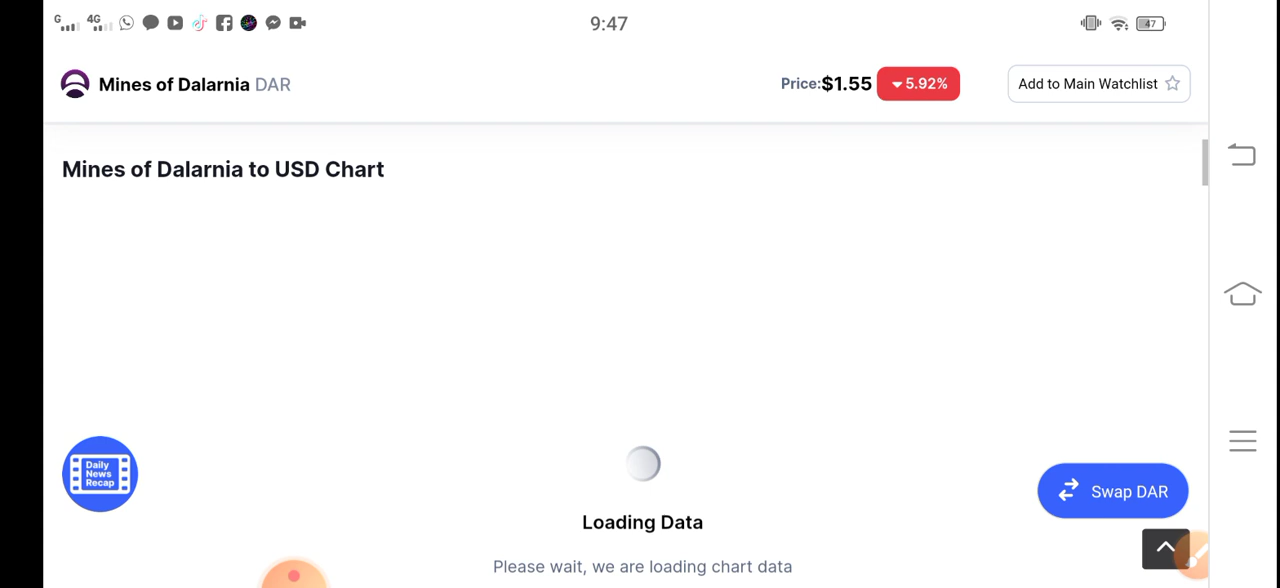 G 4G 9:47 47
Mines of Dalarnia DAR Price:$1.55 5.92% Add to Main Watchlist
Mines of Dalarnia to USD Chart
Daily
News
Recap
Swap DAR
Loading Data
Please wait, we are loading chart data